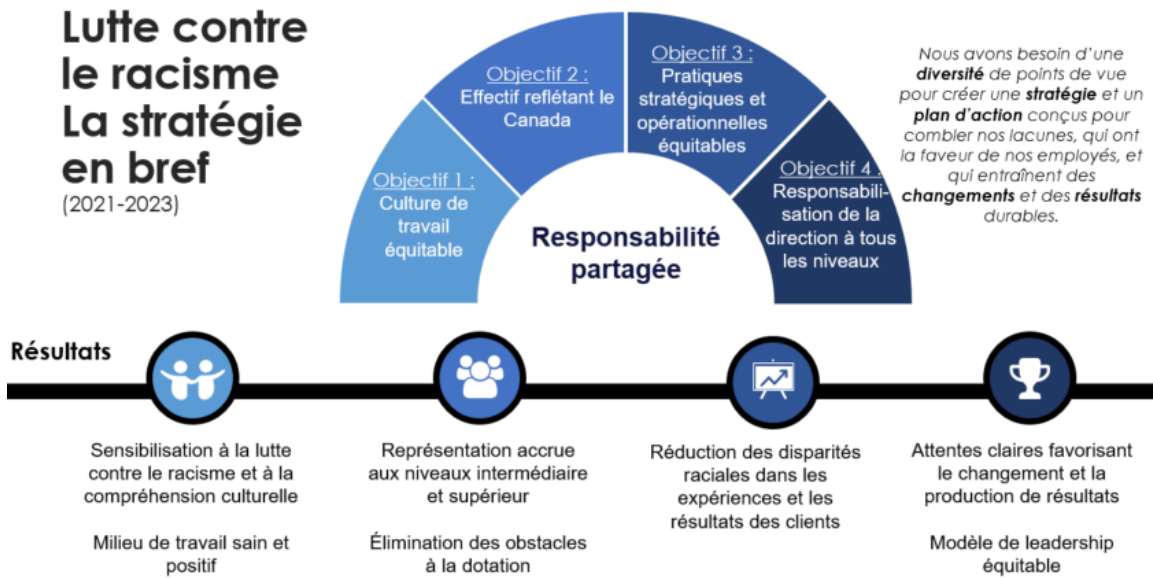 Lutte contre
le racisme
La stratégie
en bref
(2021-2023)
Objectif 1 :
Culture de
travail
équitable
Objectif 2 :
Effectif reflétant le
Canada
Objectif 3 :
Pratiques
stratégiques et
opérationnelles
équitables
Objectif 4 :
Responsabili-
sation de la
direction à tous
les niveaux
Responsabilité
partagée
Nous avons besoin d'une
diversité de points de vue
pour créer une stratégie et un
plan d'action conçus pour
combler nos lacunes, qui ont
la faveur de nos employés, et
qui entraînent des
changements et des résultats
durables.
Résultats
Sensibilisation à la lutte
contre le racisme et à la
compréhension culturelle
Milieu de travail sain et
positif
Représentation accrue
aux niveaux intermédiaire
et supérieur
Élimination des obstacles
à la dotation
Réduction des disparités
raciales dans les
expériences et les
résultats des clients
Attentes claires favorisant
le changement et la
production de résultats
Modèle de leadership
équitable